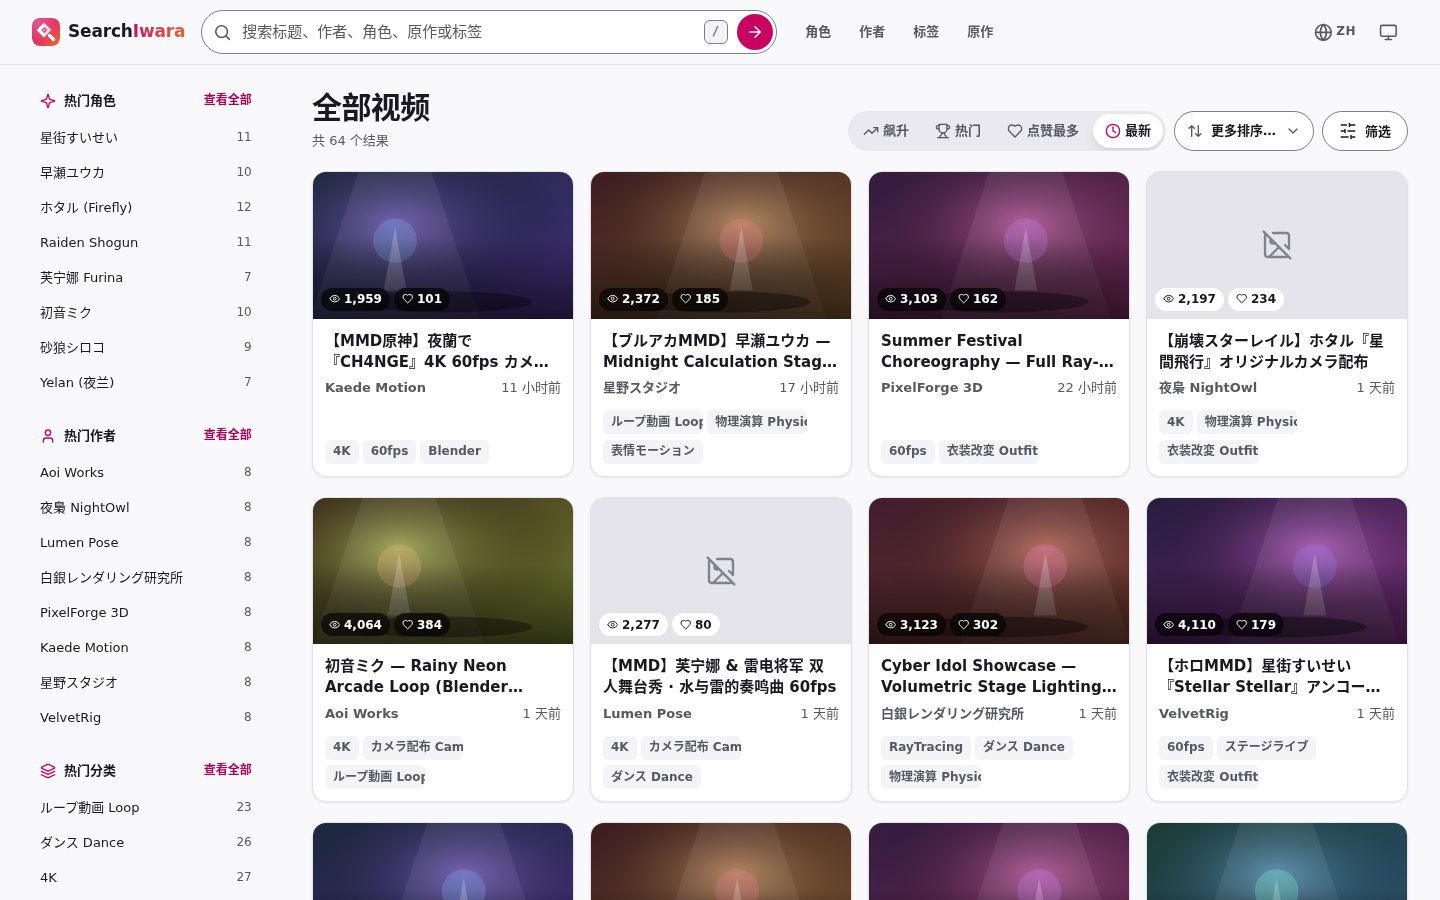 SearchIwara
搜索标题、作者、角色、原作或标签
/
角色
作者
标签
原作
ZH
热门角色
查看全部
星街すいせい 11
早瀬ユウカ 10
ホタル (Firefly) 12
Raiden Shogun 11
芙宁娜 Furina 7
初音ミク 10
砂狼シロコ 9
Yelan (夜兰) 7
热门作者
查看全部
Aoi Works 8
夜梟 NightOwl 8
Lumen Pose 8
白銀レンダリング研究所 8
PixelForge 3D 8
Kaede Motion 8
星野スタジオ 8
VelvetRig 8
热门分类
查看全部
ループ動画 Loop 23
ダンス Dance 26
4K 27
全部视频
共 64 个结果
飙升
热门
点赞最多
最新
更多排序...
筛选
1,959 101
【MMD原神】夜蘭で
『CH4NGE』4K 60fps カメ...
Kaede Motion 11 小时前
4K 60fps Blender
2,372 185
【ブルアカMMD】早瀬ユウカ —
Midnight Calculation Stag...
星野スタジオ 17 小时前
ループ動画 Loop 物理演算 Physic
表情モーション
3,103 162
Summer Festival
Choreography — Full Ray-...
PixelForge 3D 22 小时前
60fps 衣装改変 Outfit
2,197 234
【崩壊スターレイル】ホタル『星
間飛行』オリジナルカメラ配布
夜梟 NightOwl 1 天前
4K 物理演算 Physic
衣装改変 Outfit
4,064 384
初音ミク — Rainy Neon
Arcade Loop (Blender...
Aoi Works 1 天前
4K カメラ配布 Cam
ループ動画 Loop
2,277 80
【MMD】芙宁娜 & 雷电将军 双
人舞台秀 · 水与雷的奏鸣曲 60fps
Lumen Pose 1 天前
4K カメラ配布 Cam
ダンス Dance
3,123 302
Cyber Idol Showcase —
Volumetric Stage Lighting...
白銀レンダリング研究所 1 天前
RayTracing ダンス Dance
物理演算 Physic
4,110 179
【ホロMMD】星街すいせい
『Stellar Stellar』アンコー...
VelvetRig 1 天前
60fps ステージライブ
衣装改変 Outfit